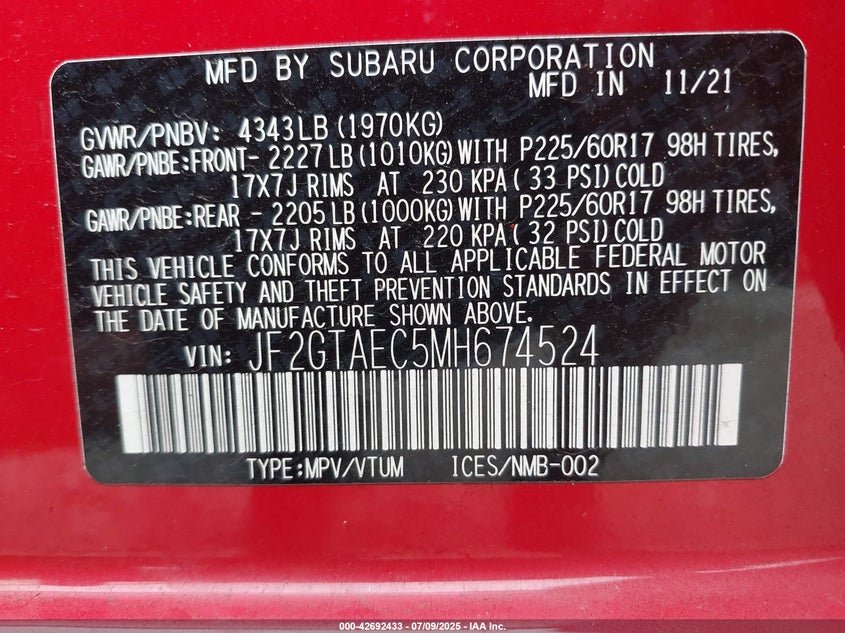 MFD BY SUBARU CORPORATION
MFD IN 11/21
GVWR/PNBV: 4343LB (1970KG)
GAWR/PNBE:FRONT- 2227 LB (1010KG) WITH P225/60R17 98H TIRES,
17X7J RIMS AT 230 KPA ( 33 PSI) COLD
GAWR/PNBE:REAR - 2205 LB (1000KG) WITH P225/60R17 98H TIRES,
17X7J RIMS AT 220 KPA ( 32 PSI) COLD
THIS VEHICLE CONFORMS TO ALL APPLICABLE FEDERAL MOTOR
VEHICLE SAFETY AND THEFT PREVENTION STANDARDS IN EFFECT ON
THE DATE OF MANUFACTURE SHOWN ABOVE.
VIN: JF2GTAEC5MH674524
TYPE:MPV/VTUM ICES/NMB-002
000-42692433 - 07/09/2025 - IAA Inc.